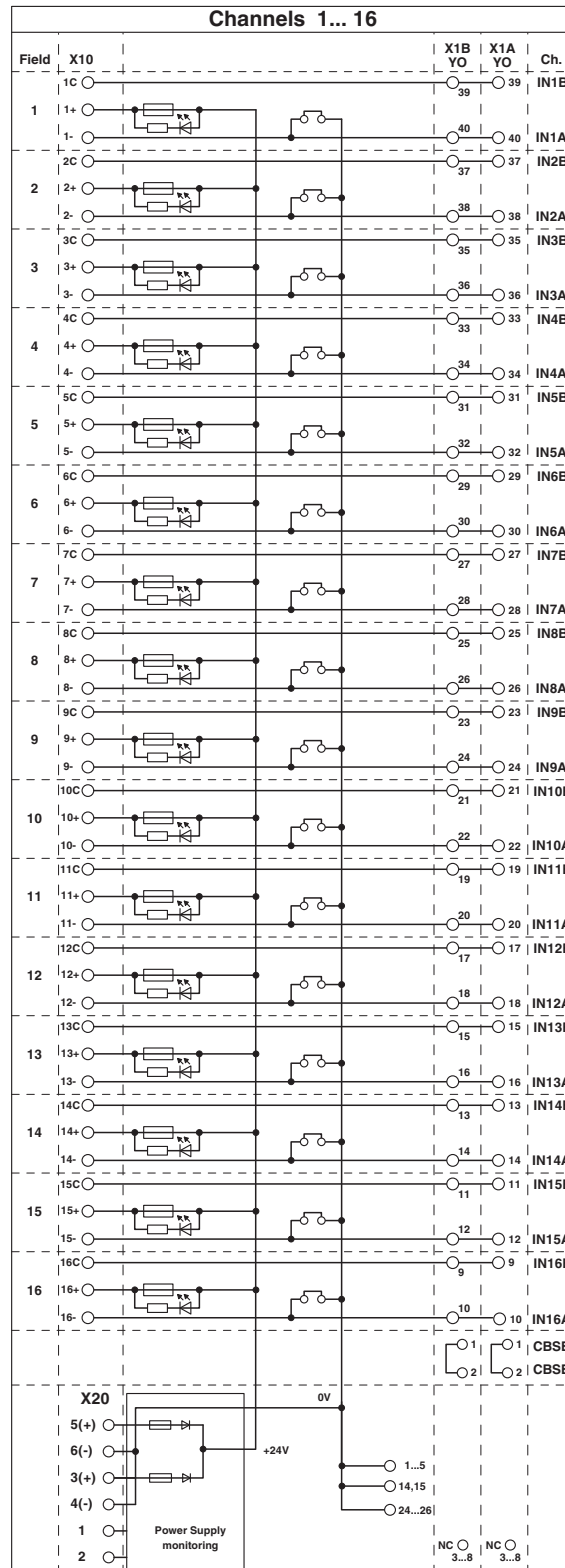 Channels 1... 16
Field X10 X1B YO X1A YO Ch.
1C 39 39 IN1B
1 1+
1- 40 40 IN1A
2C 37 37 IN2B
2 2+
2- 38 38 IN2A
3C 35 35 IN3B
3 3+
3- 36 36 IN3A
4C 33 33 IN4B
4 4+
4- 34 34 IN4A
5C 31 31 IN5B
5 5+
5- 32 32 IN5A
6C 29 29 IN6B
6 6+
6- 30 30 IN6A
7C 27 27 IN7B
7 7+
7- 28 28 IN7A
8C 25 25 IN8B
8 8+
8- 26 26 IN8A
9C 23 23 IN9B
9 9+
9- 24 24 IN9A
10C 21 21
10 10+
10- 22 22 IN10A
11C 19 19
11 11+
11- 20 20 IN11A
12C 17 17
12 12+
12- 18 18 IN12A
13C 15 15
13 13+
13- 16 16 IN13A
14C 13 13
14 14+
14- 14 14 IN14A
15C 11 11
15 15+
15- 12 12 IN15A
16C 9 9
16 16+
16- 10 10 IN16A
1 1
2 2
X20 0V
5(+)
6(-) +24V
3(+) 1...5
4(-) 14,15
24...26
1 Power Supply
2 monitoring
NC 3...8 NC 3...8